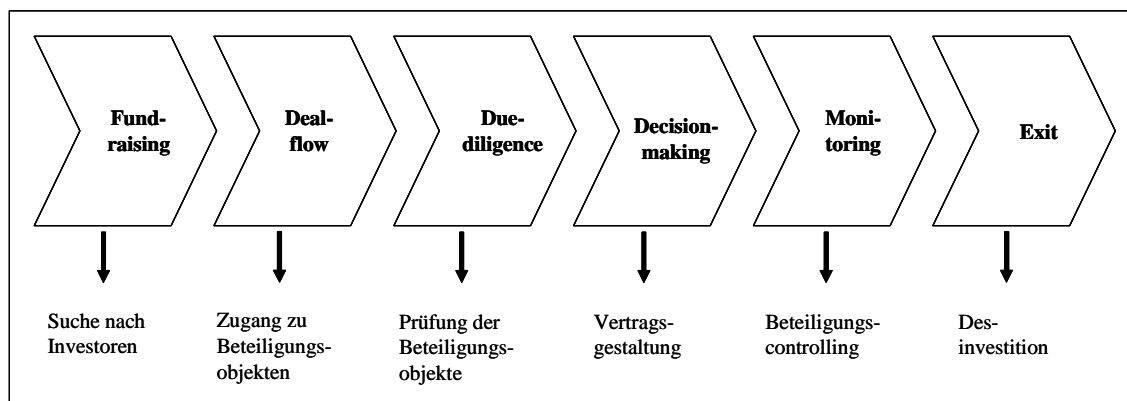 Fund-
raising
Deal-
flow
Due-
diligence
Decision-
making
Moni-
toring
Exit
Suche nach
Investoren
Zugang zu
Beteiligungs-
objekten
Prüfung der
Beteiligungs-
objekte
Vertrags-
gestaltung
Beteiligungs-
controlling
Des-
investition